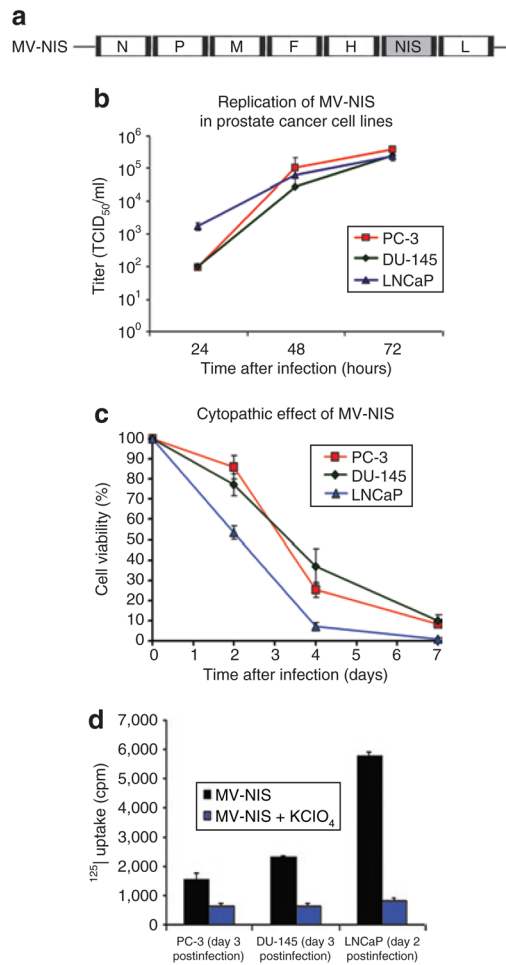 a
MV-NIS N P M F H NIS L
b
Replication of MV-NIS
in prostate cancer cell lines
Titer (TCID50/ml)
10^6
10^5
10^4
10^3
10^2
10^1
10^0
PC-3
DU-145
LNCaP
24 48 72
Time after infection (hours)
c
Cytopathic effect of MV-NIS
Cell viability (%)
100
90
80
70
60
50
40
30
20
10
0
PC-3
DU-145
LNCaP
0 1 2 3 4 5 6 7
Time after infection (days)
d
125I uptake (cpm)
7,000
6,000
5,000
4,000
3,000
2,000
1,000
0
MV-NIS
MV-NIS + KClO4
PC-3 (day 3
postinfection)
DU-145 (day 3
postinfection)
LNCaP (day 2
postinfection)